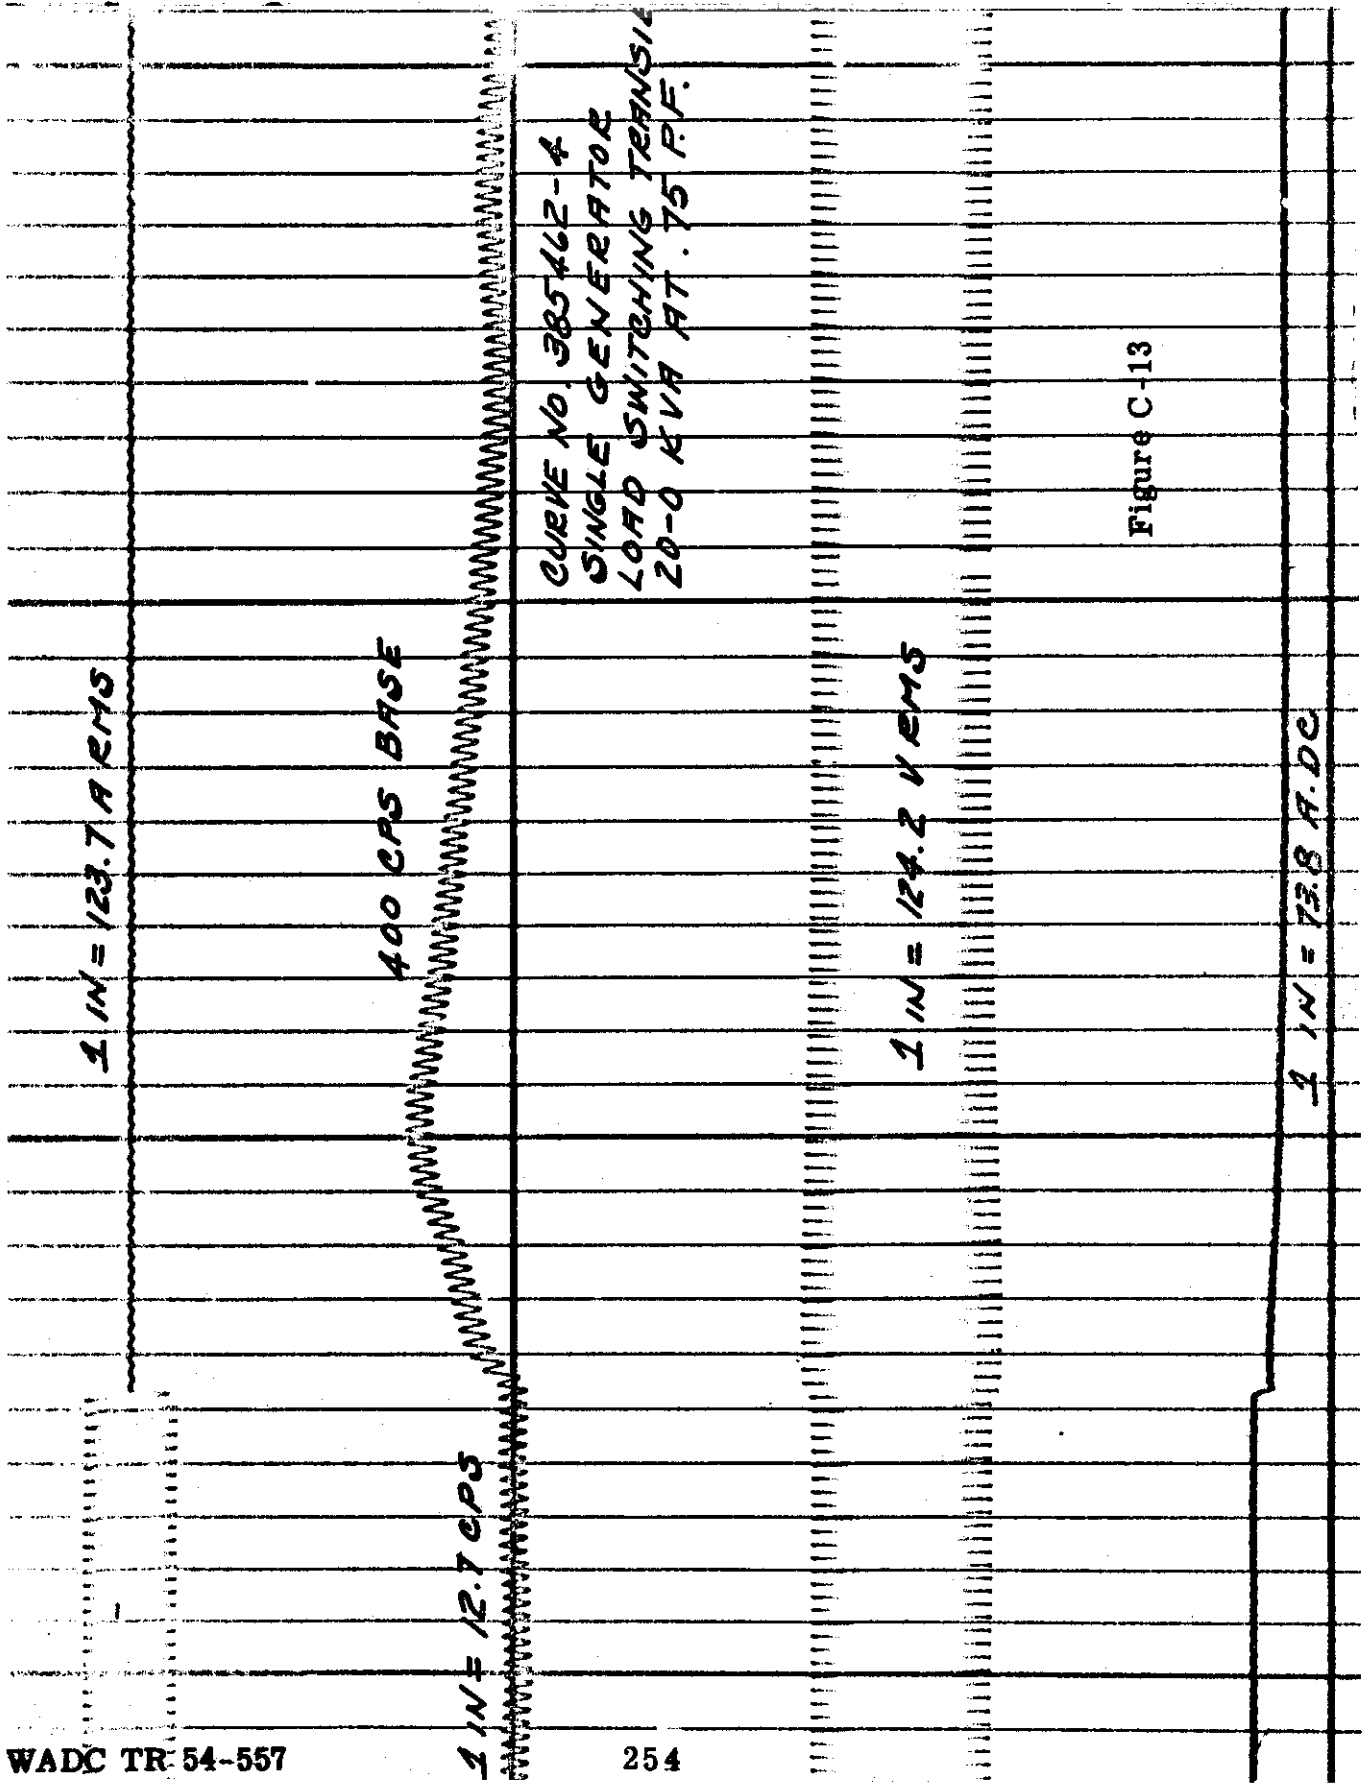 1 IN = 123.7 A RMS
400 CPS BASE
1 IN = 12.7 CPS
CURVE NO. 385462-4
SINGLE GENERATOR
LOAD SWITCHING TRANSIE
20-0 KVA AT .75 P.F.
1 IN = 124.2 V RMS
Figure C-13
1 IN = 73.8 A. DC
WADC TR 54-557
254